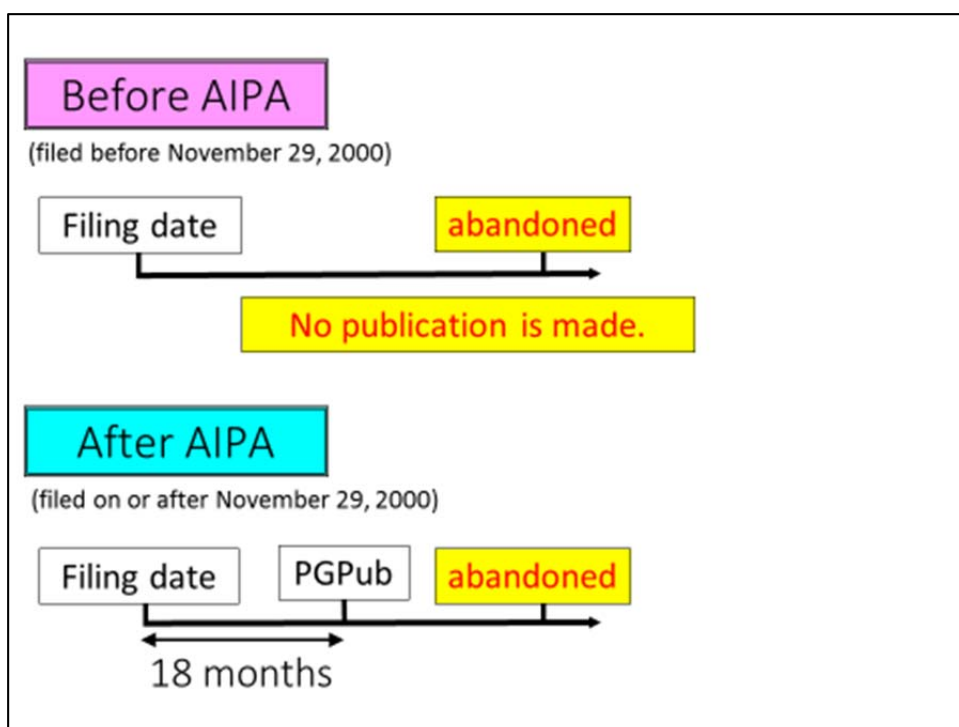 Before AIPA
(filed before November 29, 2000)
Filing date
abandoned
No publication is made.
After AIPA
(filed on or after November 29, 2000)
Filing date
PGPub
abandoned
18 months